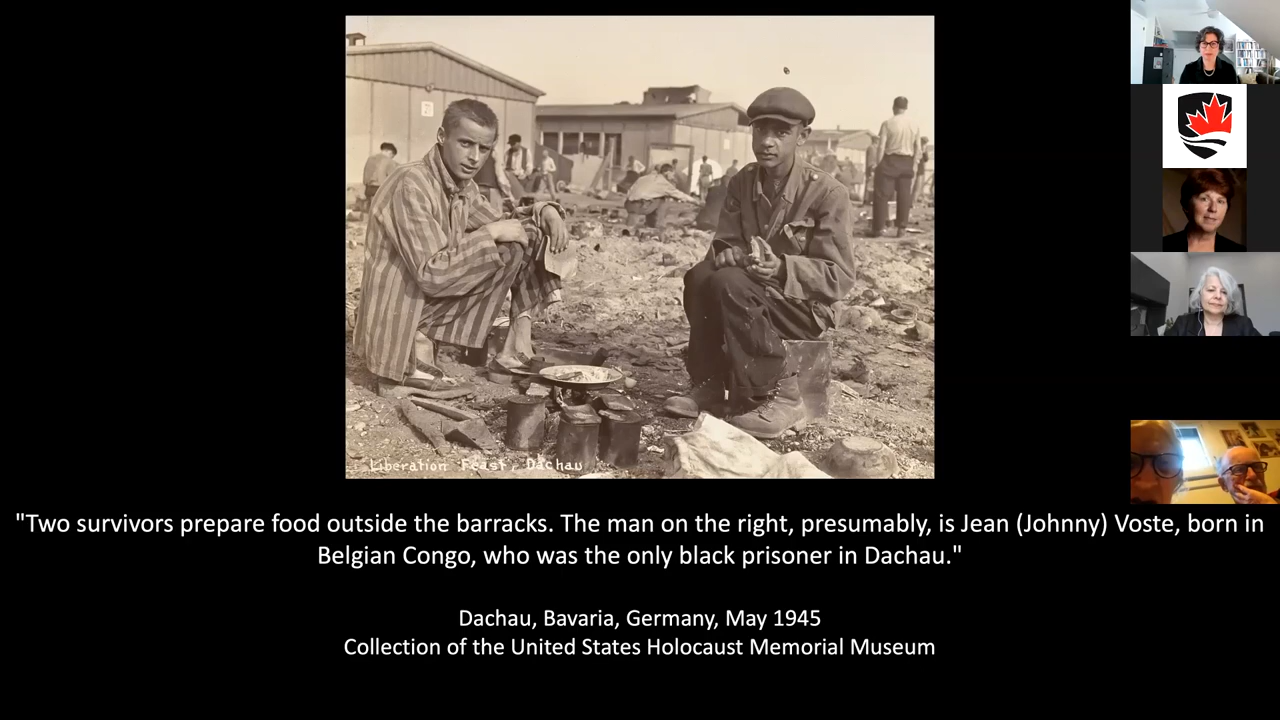 Liberation Feast, Dachau
"Two survivors prepare food outside the barracks. The man on the right, presumably, is Jean (Johnny) Voste, born in
Belgian Congo, who was the only black prisoner in Dachau."
Dachau, Bavaria, Germany, May 1945
Collection of the United States Holocaust Memorial Museum